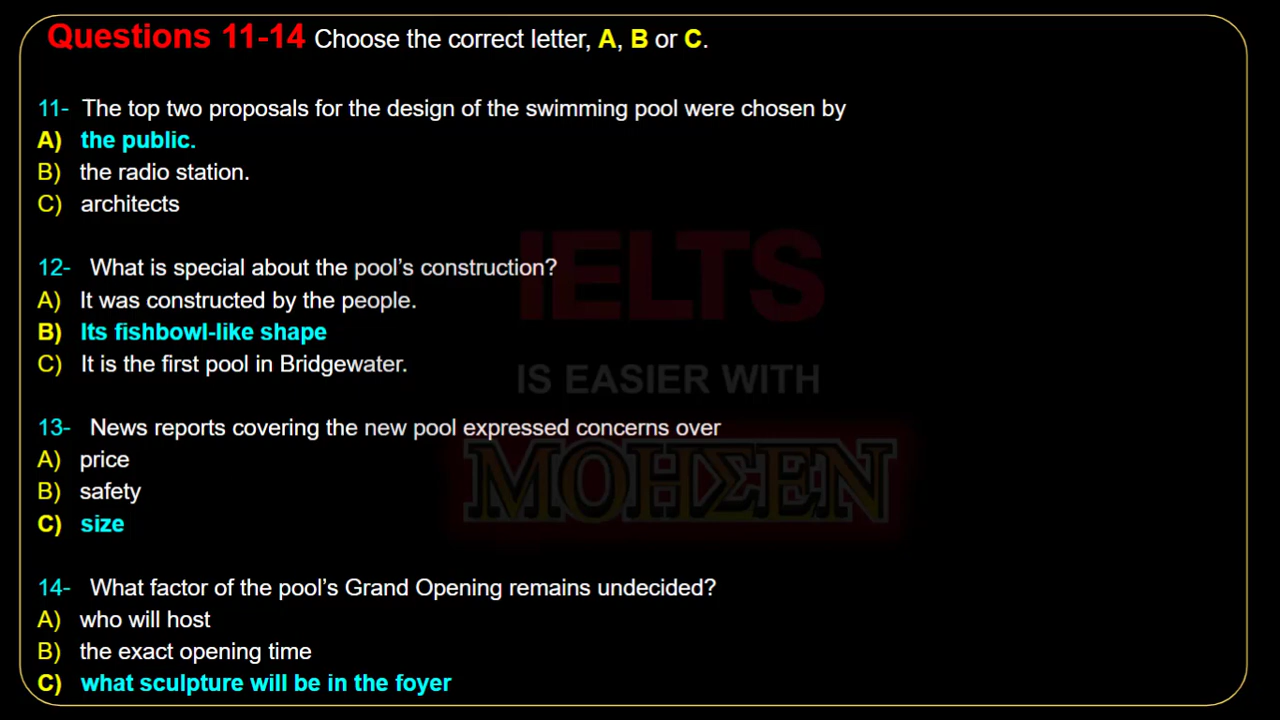 Questions 11-14 Choose the correct letter, A, B or C.
11- The top two proposals for the design of the swimming pool were chosen by
A) the public.
B) the radio station.
C) architects
12- What is special about the pool's construction?
A) It was constructed by the people.
B) Its fishbowl-like shape
C) It is the first pool in Bridgewater.
13- News reports covering the new pool expressed concerns over
A) price
B) safety
C) size
14- What factor of the pool's Grand Opening remains undecided?
A) who will host
B) the exact opening time
C) what sculpture will be in the foyer
IELTS
IS EASIER WITH
MOHΣEN